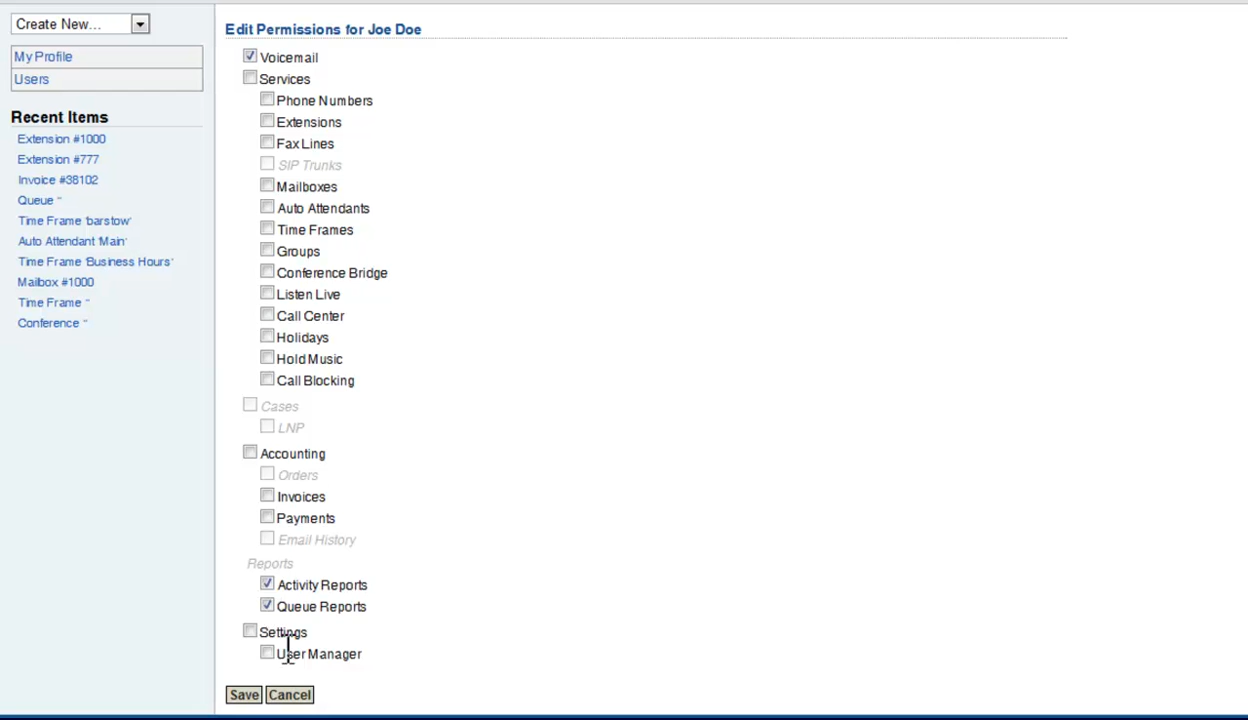 Create New...
My Profile
Users
Recent Items
Extension #1000
Extension #777
Invoice #38102
Queue ''
Time Frame 'barstow'
Auto Attendant 'Main'
Time Frame 'Business Hours'
Mailbox #1000
Time Frame ''
Conference ''
Edit Permissions for Joe Doe
Voicemail
Services
Phone Numbers
Extensions
Fax Lines
SIP Trunks
Mailboxes
Auto Attendants
Time Frames
Groups
Conference Bridge
Listen Live
Call Center
Holidays
Hold Music
Call Blocking
Cases
LNP
Accounting
Orders
Invoices
Payments
Email History
Reports
Activity Reports
Queue Reports
Settings
User Manager
Save Cancel